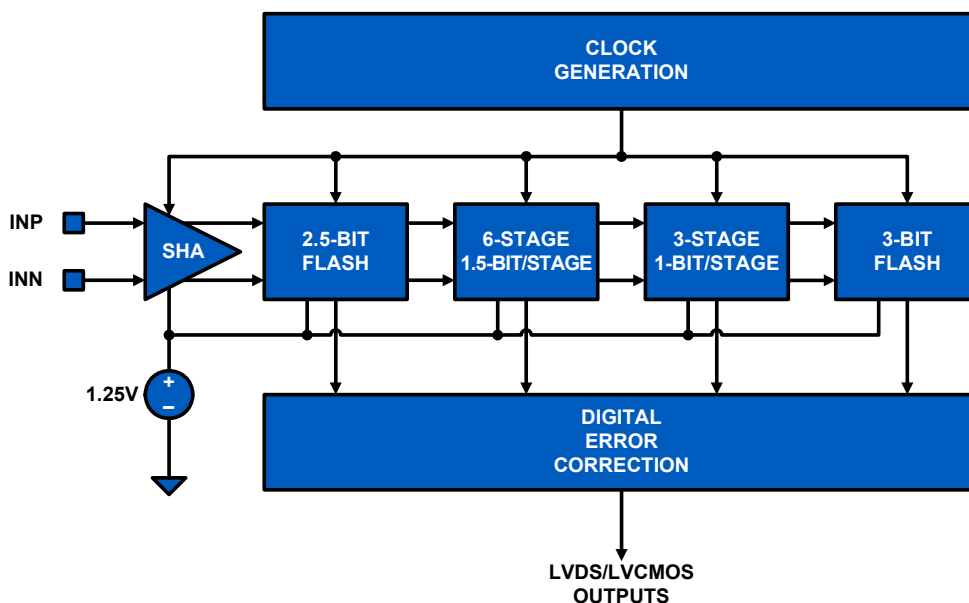 CLOCK
GENERATION
INP
INN
SHA
2.5-BIT
FLASH
6-STAGE
1.5-BIT/STAGE
3-STAGE
1-BIT/STAGE
3-BIT
FLASH
1.25V
+
–
DIGITAL
ERROR
CORRECTION
LVDS/LVCMOS
OUTPUTS